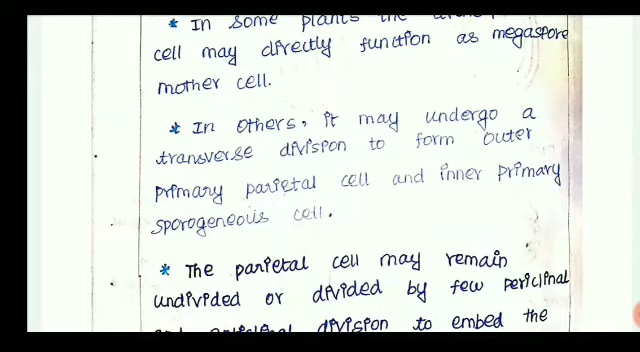 * In some plants the
cell may directly function as megaspore
mother cell.
* In others, it may undergo a
transverse division to form outer
primary parietal cell and inner primary
sporogeneous cell.
* The parietal cell may remain
undivided or divided by few periclinal
division to embed the